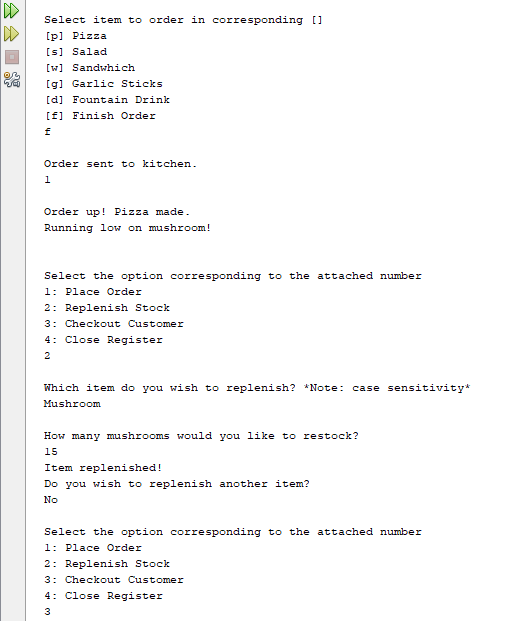 Select item to order in corresponding []
[p] Pizza
[s] Salad
[w] Sandwhich
[g] Garlic Sticks
[d] Fountain Drink
[f] Finish Order
f
Order sent to kitchen.
1
Order up! Pizza made.
Running low on mushroom!
Select the option corresponding to the attached number
1: Place Order
2: Replenish Stock
3: Checkout Customer
4: Close Register
2
Which item do you wish to replenish? *Note: case sensitivity*
Mushroom
How many mushrooms would you like to restock?
15
Item replenished!
Do you wish to replenish another item?
No
Select the option corresponding to the attached number
1: Place Order
2: Replenish Stock
3: Checkout Customer
4: Close Register
3